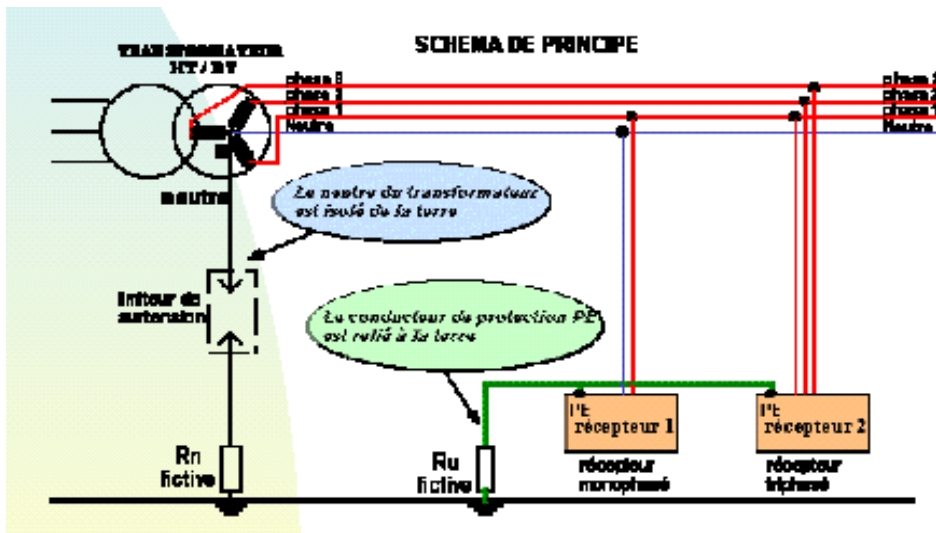 SCHEMA DE PRINCIPE
TRANSFORMATEUR
HT / BT
phase 3
phase 2
phase 1
Neutre
phase 3
phase 2
phase 1
Neutre
neutre
Le neutre du transformateur
est isolé de la terre
limiteur de
surtension
Le conducteur de protection PE
est relié à la terre
PE
récepteur 1
PE
récepteur 2
Rn
fictive
Ru
fictive
récepteur
monophasé
récepteur
triphasé